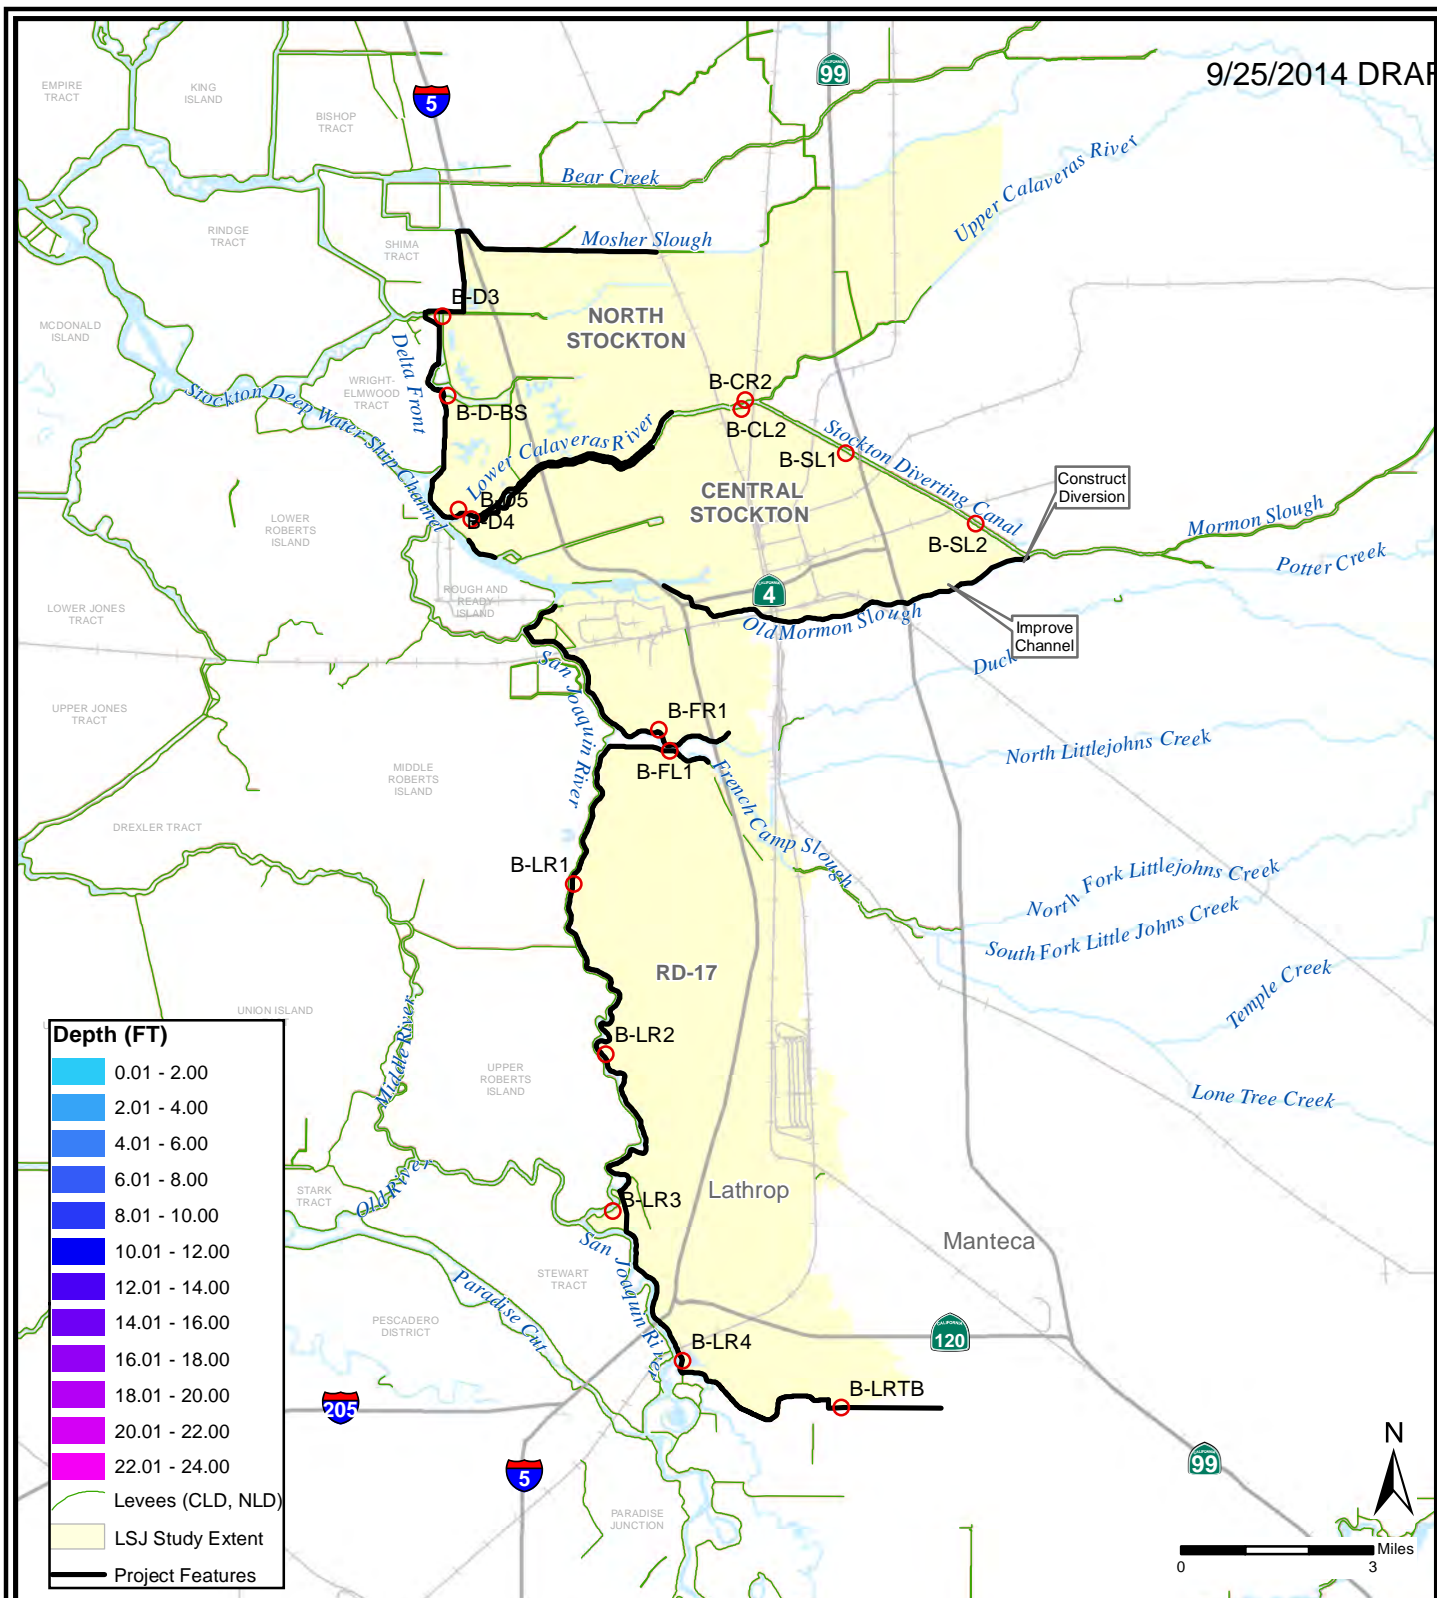 9/25/2014 DRAF
EMPIRE
TRACT
KING
ISLAND
BISHOP
TRACT
5
CALIFORNIA
99
Bear Creek
Upper Calaveras River
RINDGE
TRACT
SHIMA
TRACT
Mosher Slough
B-D3
NORTH
STOCKTON
MCDONALD
ISLAND
Delta Front
WRIGHT-
ELMWOOD
TRACT
Stockton Deep Water Ship Channel
B-D-BS
B-CR2
B-CL2
Lower Calaveras River
B-SL1
Stockton Diverting Canal
CENTRAL
STOCKTON
Construct
Diversion
B-05
B-D4
LOWER
ROBERTS
ISLAND
B-SL2
Mormon Slough
Potter Creek
ROUGH AND
READY
ISLAND
CALIFORNIA
4
LOWER JONES
TRACT
Old Mormon Slough
Improve
Channel
Duck
San Joaquin River
UPPER JONES
TRACT
B-FR1
B-FL1
North Littlejohns Creek
MIDDLE
ROBERTS
ISLAND
French Camp Slough
DREXLER TRACT
B-LR1
North Fork Littlejohns Creek
South Fork Little Johns Creek
RD-17
Temple Creek
UNION ISLAND
Middle River
B-LR2
UPPER
ROBERTS
ISLAND
Lone Tree Creek
STARK
TRACT
Old River
B-LR3
Lathrop
Manteca
San Joaquin River
STEWART
TRACT
Paradise Cut
PESCADERO
DISTRICT
B-LR4
CALIFORNIA
120
B-LRTB
205
5
CALIFORNIA
99
PARADISE
JUNCTION
Depth (FT)
0.01 - 2.00
2.01 - 4.00
4.01 - 6.00
6.01 - 8.00
8.01 - 10.00
10.01 - 12.00
12.01 - 14.00
14.01 - 16.00
16.01 - 18.00
18.01 - 20.00
20.01 - 22.00
22.01 - 24.00
Levees (CLD, NLD)
LSJ Study Extent
Project Features
N
Miles
0
3